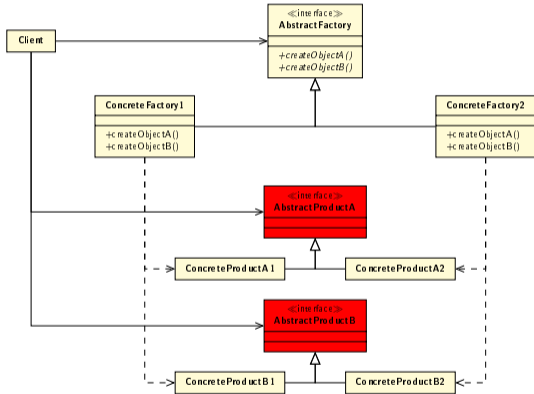 ≪interface≫
AbstractFactory
+createObjectA()
+createObjectB()
Client
ConcreteFactory1
+createObjectA()
+createObjectB()
ConcreteFactory2
+createObjectA()
+createObjectB()
≪interface≫
AbstractProductA
ConcreteProductA1
ConcreteProductA2
≪interface≫
AbstractProductB
ConcreteProductB1
ConcreteProductB2